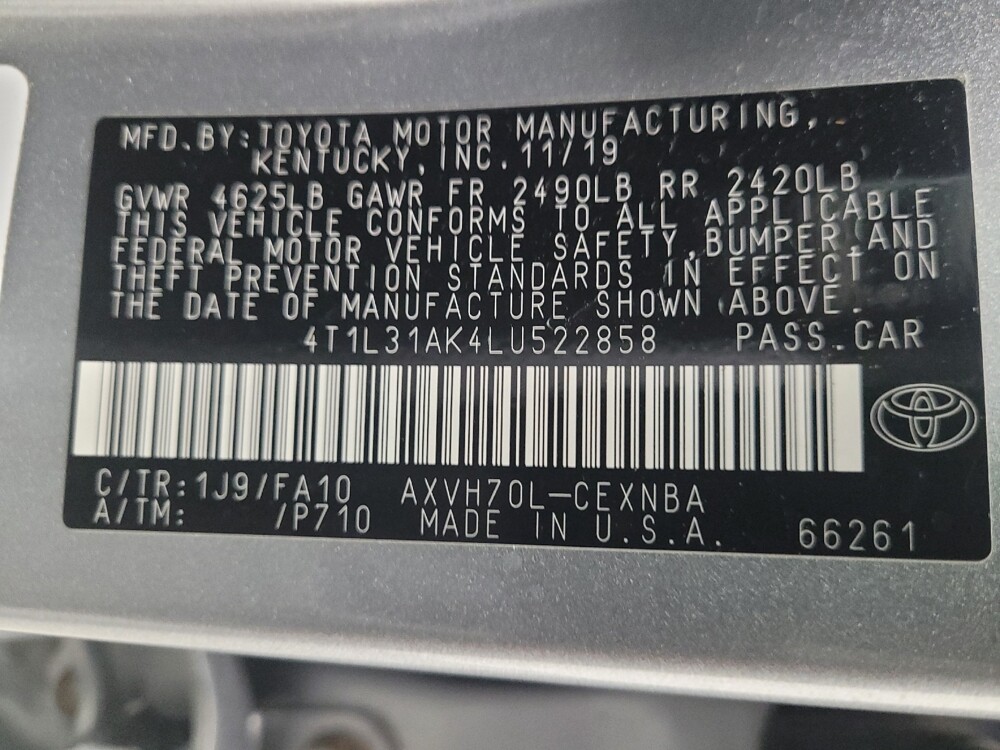 MFD.BY:TOYOTA MOTOR MANUFACTURING,
KENTUCKY,INC.11/19
GVWR 4625LB GAWR FR 2490LB RR 2420LB
THIS VEHICLE CONFORMS TO ALL APPLICABLE
FEDERAL MOTOR VEHICLE SAFETY,BUMPER,AND
THEFT PREVENTION STANDARDS IN EFFECT ON
THE DATE OF MANUFACTURE SHOWN ABOVE.
4T1L31AK4LU522858 PASS.CAR
C/TR:1J9/FA10 AXVH70L-CEXNBA
A/TM: /P710 MADE IN U.S.A. 66261